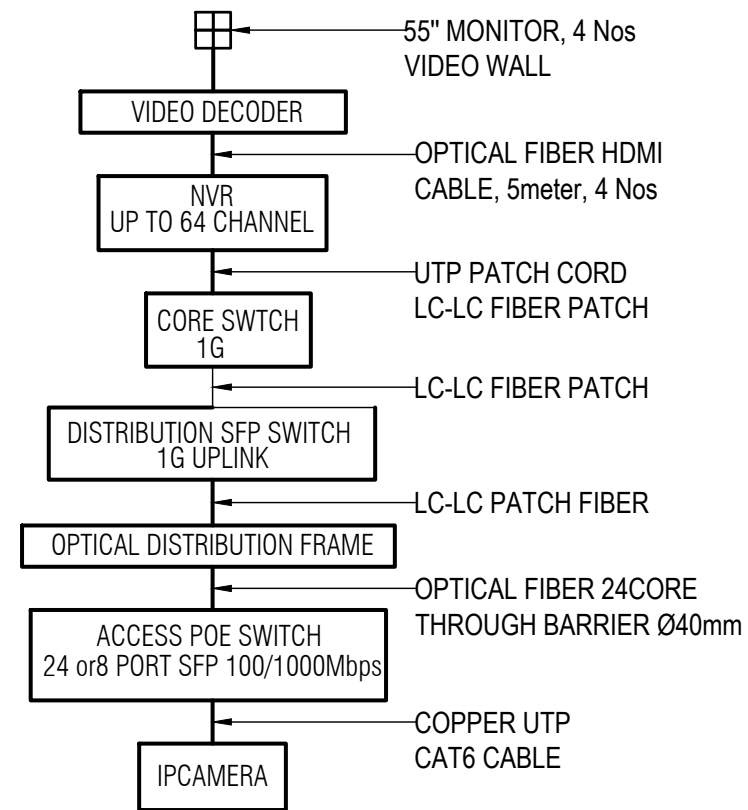 55" MONITOR, 4 Nos
VIDEO WALL
VIDEO DECODER
OPTICAL FIBER HDMI
CABLE, 5meter, 4 Nos
NVR
UP TO 64 CHANNEL
UTP PATCH CORD
LC-LC FIBER PATCH
CORE SWTCH
1G
LC-LC FIBER PATCH
DISTRIBUTION SFP SWITCH
1G UPLINK
LC-LC PATCH FIBER
OPTICAL DISTRIBUTION FRAME
OPTICAL FIBER 24CORE
THROUGH BARRIER Ø40mm
ACCESS POE SWITCH
24 or8 PORT SFP 100/1000Mbps
COPPER UTP
CAT6 CABLE
IPCAMERA